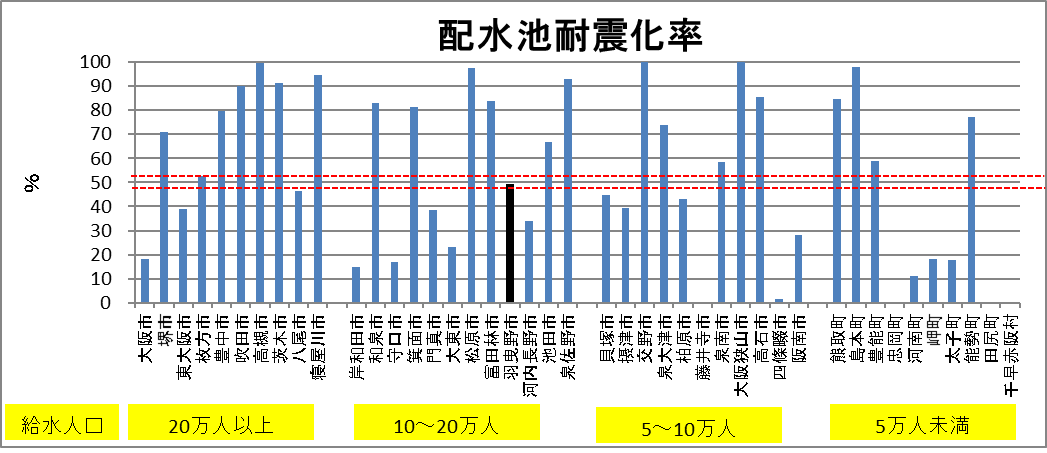 配水池耐震化率
%
100
90
80
70
60
50
40
30
20
10
0
大阪市
堺市
東大阪市
枚方市
豊中市
吹田市
高槻市
茨木市
八尾市
寝屋川市
岸和田市
和泉市
守口市
箕面市
門真市
大東市
松原市
富田林市
羽曳野市
河内長野市
池田市
泉佐野市
貝塚市
摂津市
交野市
泉大津市
柏原市
藤井寺市
泉南市
大阪狭山市
高石市
四條畷市
阪南市
熊取町
島本町
豊能町
忠岡町
河南町
岬町
太子町
能勢町
田尻町
千早赤阪村
給水人口
20万人以上
10～20万人
5～10万人
5万人未満